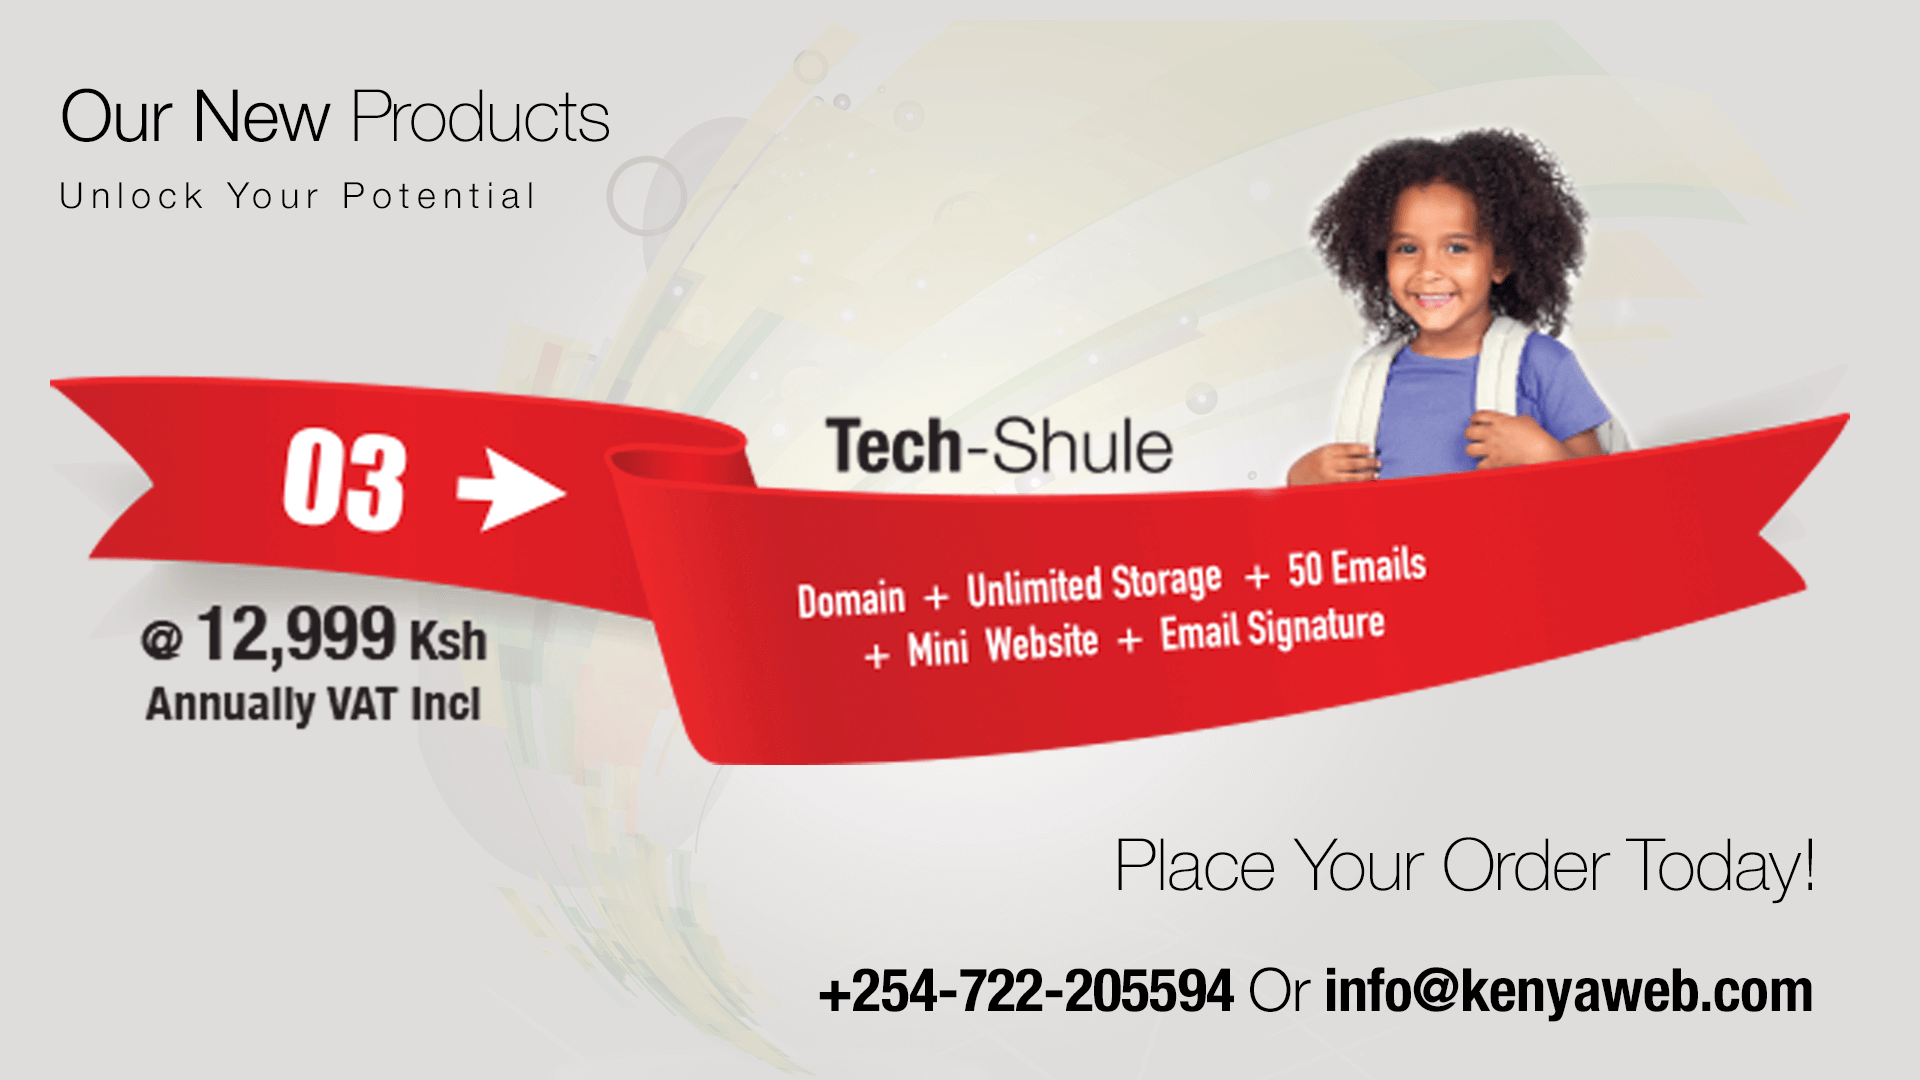 Our New Products
Unlock Your Potential
03
@ 12,999 Ksh
Annually VAT Incl
Tech-Shule
Domain + Unlimited Storage + 50 Emails
+ Mini Website + Email Signature
Place Your Order Today!
+254-722-205594 Or info@kenyaweb.com